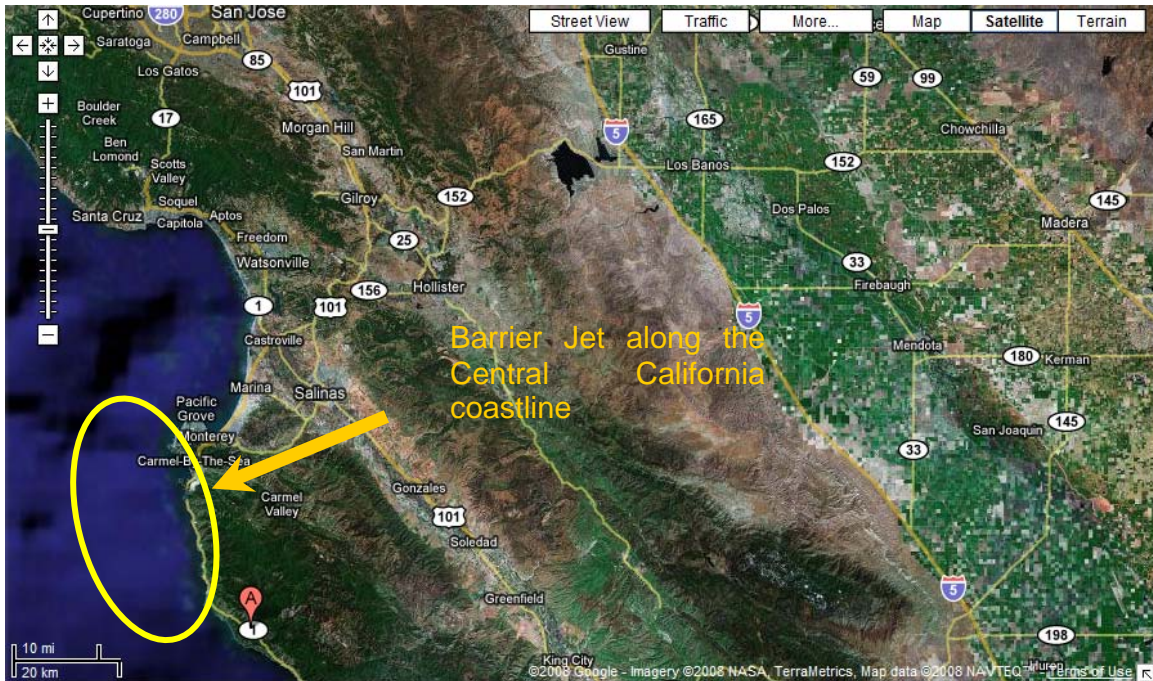 Cupertino
280
San Jose
Street View
Traffic
More...
Map
Satellite
Terrain
Saratoga
Campbell
Gustine
85
Los Gatos
101
59
99
Boulder
Creek
17
Morgan Hill
165
5
Chowchilla
Ben
Lomond
Scotts
Valley
San Martin
Los Banos
152
Gilroy
152
145
Soquel
Santa Cruz
Capitola
Aptos
Dos Palos
Madera
Freedom
25
Watsonville
33
156
Hollister
Firebaugh
1
101
5
Castroville
Barrier Jet along the
Central California
coastline
Mendota
180
Kerman
Marina
Salinas
Pacific
Grove
Monterey
145
San Joaquin
33
Carmel-By-The-Sea
Gonzales
Carmel
Valley
101
Soledad
A
Greenfield
5
1
198
10 mi
20 km
King City
Huron
©2008 Google - Imagery ©2008 NASA, TerraMetrics, Map data ©2008 NAVTEQ™ - Terms of Use